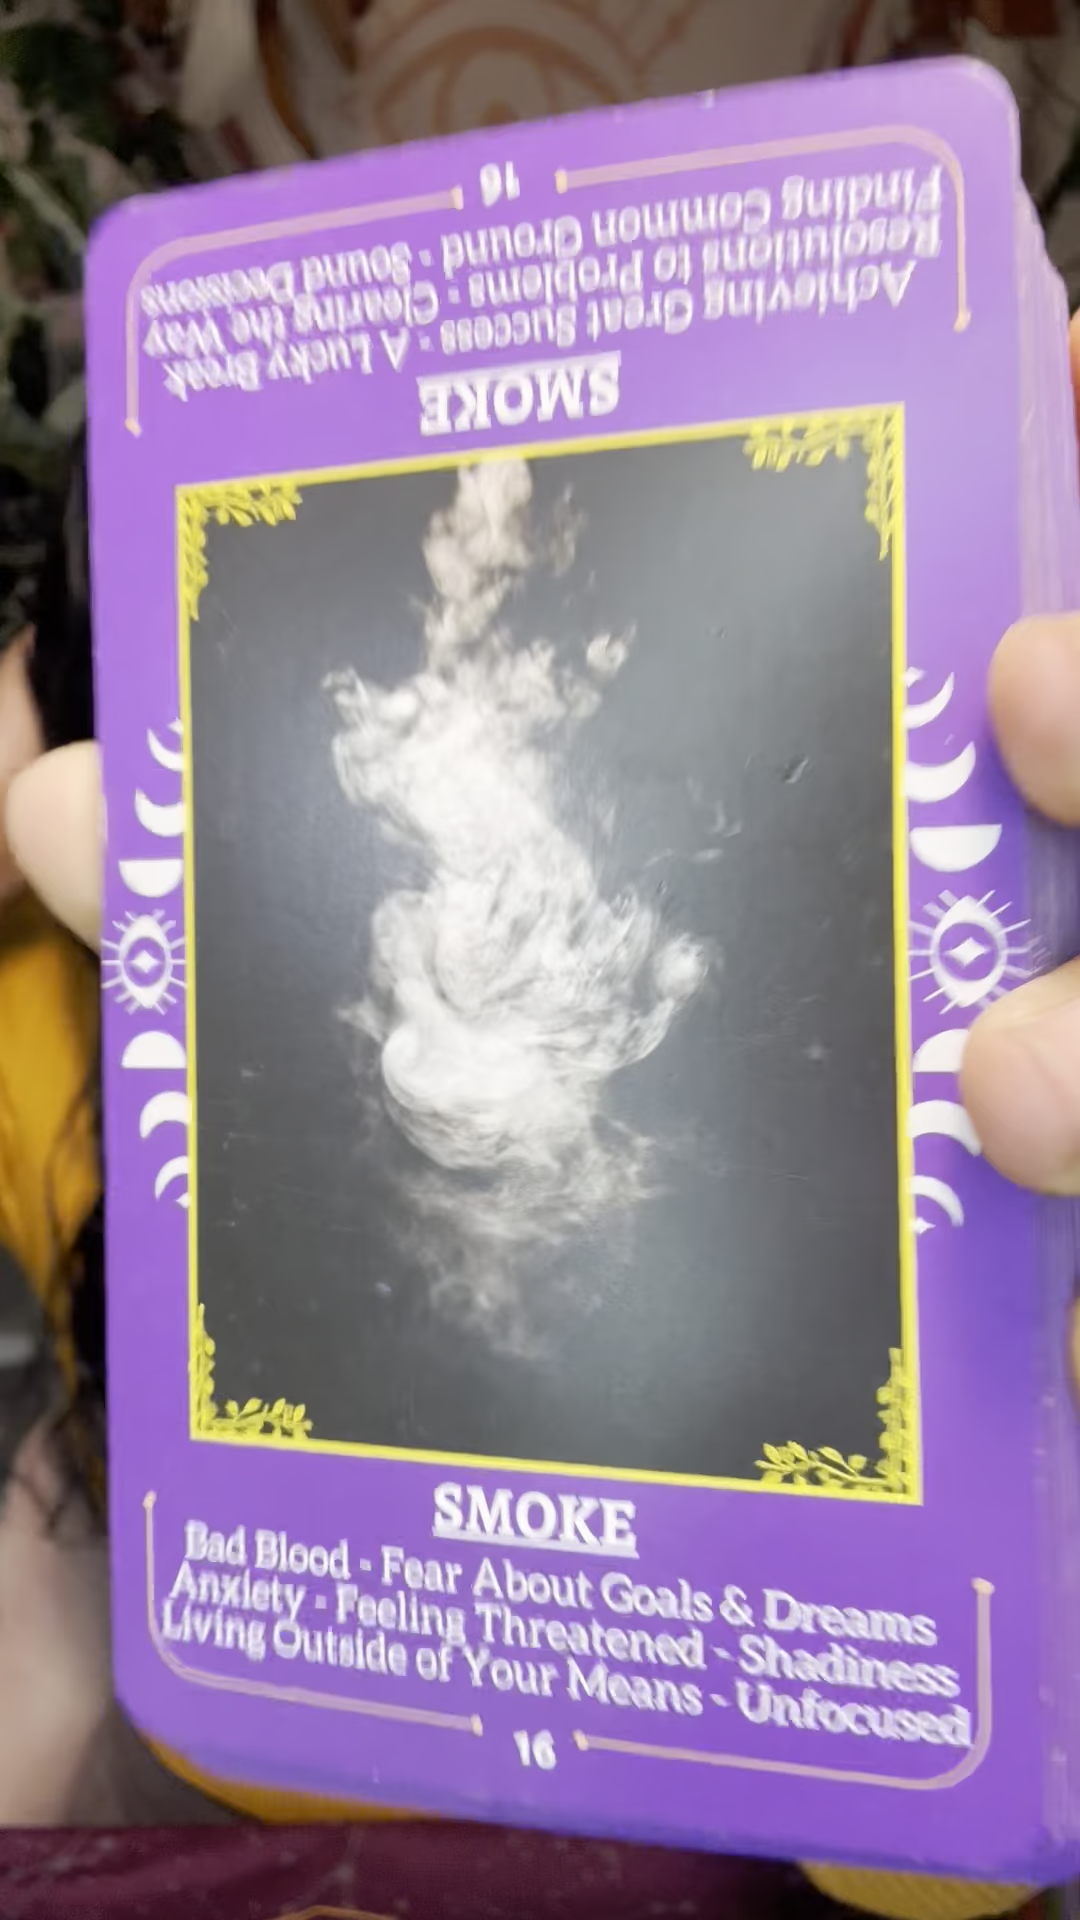 16
Finding Common Ground - Sound Decisions
Resolutions to Problems - Clearing the Way
Achieving Great Success - A Lucky Break
SMOKE
SMOKE
Bad Blood - Fear About Goals & Dreams
Anxiety - Feeling Threatened - Shadiness
Living Outside of Your Means - Unfocused
16